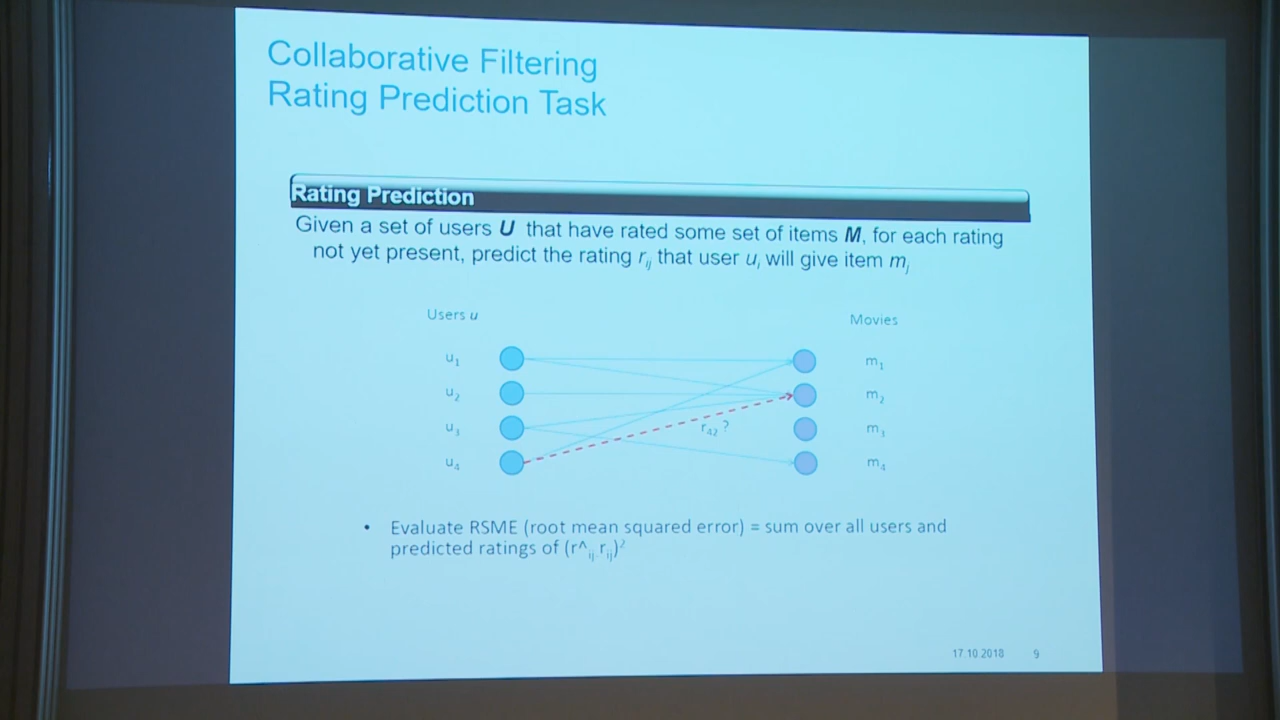 Collaborative Filtering
Rating Prediction Task
Rating Prediction
Given a set of users U that have rated some set of items M, for each rating
not yet present, predict the rating rij that user ui will give item mj
Users u
Movies
u1
m1
u2
m2
u3
r42 ?
m3
u4
m4
• Evaluate RSME (root mean squared error) = sum over all users and
predicted ratings of (r^ij-rij)2
17.10.2018 9